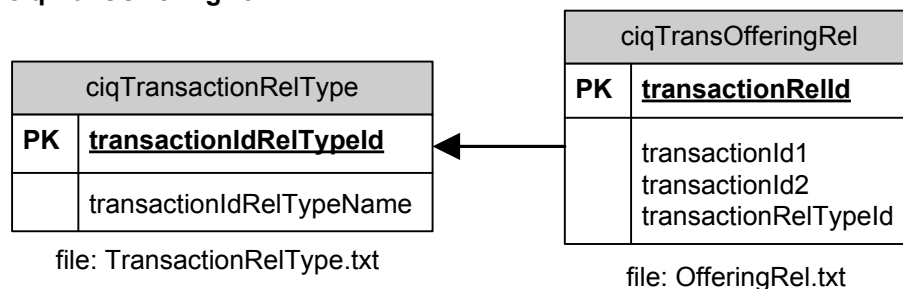 ciqTransOfferingRel
PK transactionRelId
transactionId1
transactionId2
transactionRelTypeId
file: OfferingRel.txt
ciqTransactionRelType
PK transactionIdRelTypeId
transactionIdRelTypeName
file: TransactionRelType.txt